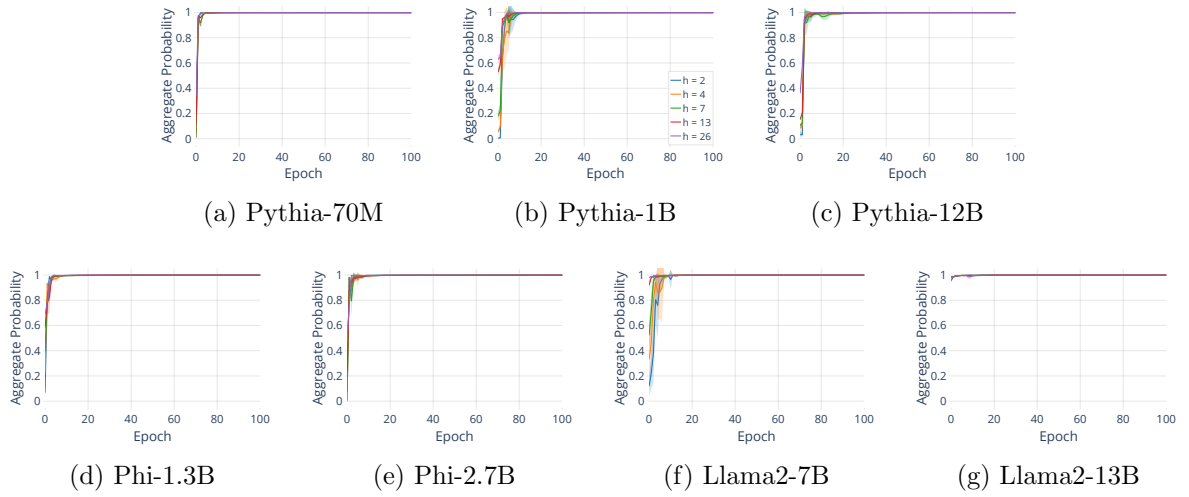 Aggregate Probability
1
0.8
0.6
0.4
0.2
0
0 20 40 60 80 100
Epoch
(a) Pythia-70M
Aggregate Probability
1
0.8
0.6
0.4
0.2
0
h = 2
h = 4
h = 7
h = 13
h = 26
0 20 40 60 80 100
Epoch
(b) Pythia-1B
Aggregate Probability
1
0.8
0.6
0.4
0.2
0
0 20 40 60 80 100
Epoch
(c) Pythia-12B
Aggregate Probability
1
0.8
0.6
0.4
0.2
0
0 20 40 60 80 100
Epoch
(d) Phi-1.3B
Aggregate Probability
1
0.8
0.6
0.4
0.2
0
0 20 40 60 80 100
Epoch
(e) Phi-2.7B
Aggregate Probability
1
0.8
0.6
0.4
0.2
0
0 20 40 60 80 100
Epoch
(f) Llama2-7B
Aggregate Probability
1
0.8
0.6
0.4
0.2
0
0 20 40 60 80 100
Epoch
(g) Llama2-13B